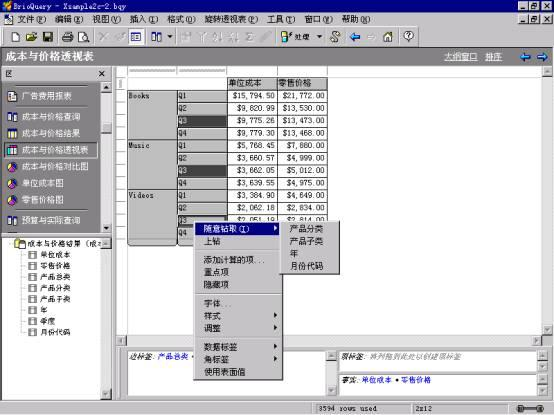 BrioQuery - Xsample2c-2.bqy
文件(F) 编辑(E) 视图(V) 插入(I) 格式(O) 旋转透视表(P) 工具(T) 窗口(W) 帮助(H)
处理
成本与价格透视表 大纲窗口 排序
区
广告费用报表
成本与价格查询
成本与价格结果
成本与价格透视表
成本与价格对比图
单位成本图
零售价格图
预算与实际查询
成本与价格结果 (成本
单位成本
零售价格
产品总类
产品分类
产品子类
年
季度
月份代码
单位成本 零售价格
Books Q1 $15,794.50 $21,772.00
Q2 $9,820.99 $13,530.00
Q3 $9,775.26 $13,473.00
Q4 $9,779.30 $13,468.00
Music Q1 $5,768.45 $7,880.00
Q2 $3,660.57 $4,999.00
Q3 $3,662.05 $5,012.00
Q4 $3,639.55 $4,975.00
Videos Q1 $3,384.90 $4,649.00
Q2 $2,062.18 $2,834.00
Q3 $2,051.19 $2,814.00
Q4
随意钻取(I)
上钻
添加计算的项...
重点项
隐藏项
字体...
样式
调整
数据标签
角标签
使用表面值
产品分类
产品子类
年
月份代码
边标签: 产品总类 •
顶标签: 将列拖到此处以创建顶标签
事实: 单位成本 • 零售价格
3594 rows used 2x12